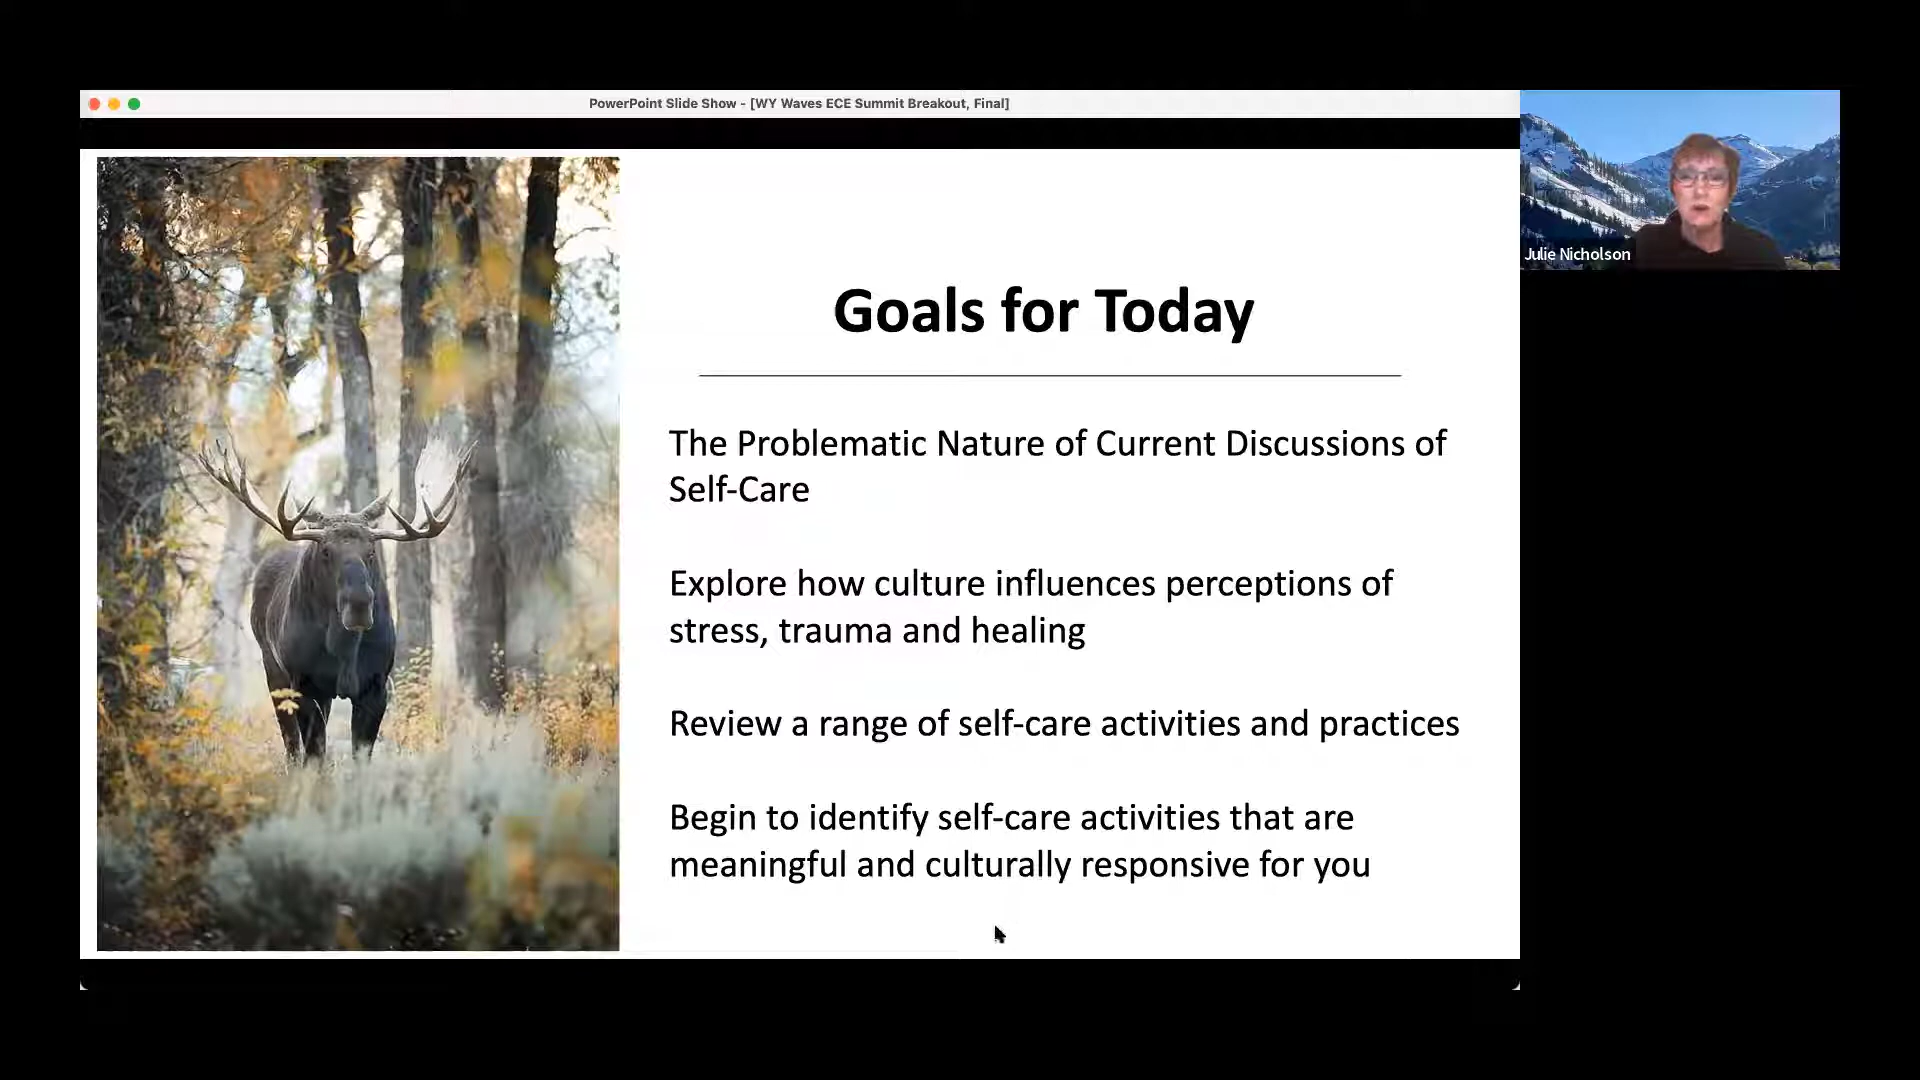 PowerPoint Slide Show - [WY Waves ECE Summit Breakout, Final]
Julie Nicholson
Goals for Today
The Problematic Nature of Current Discussions of
Self-Care
Explore how culture influences perceptions of
stress, trauma and healing
Review a range of self-care activities and practices
Begin to identify self-care activities that are
meaningful and culturally responsive for you